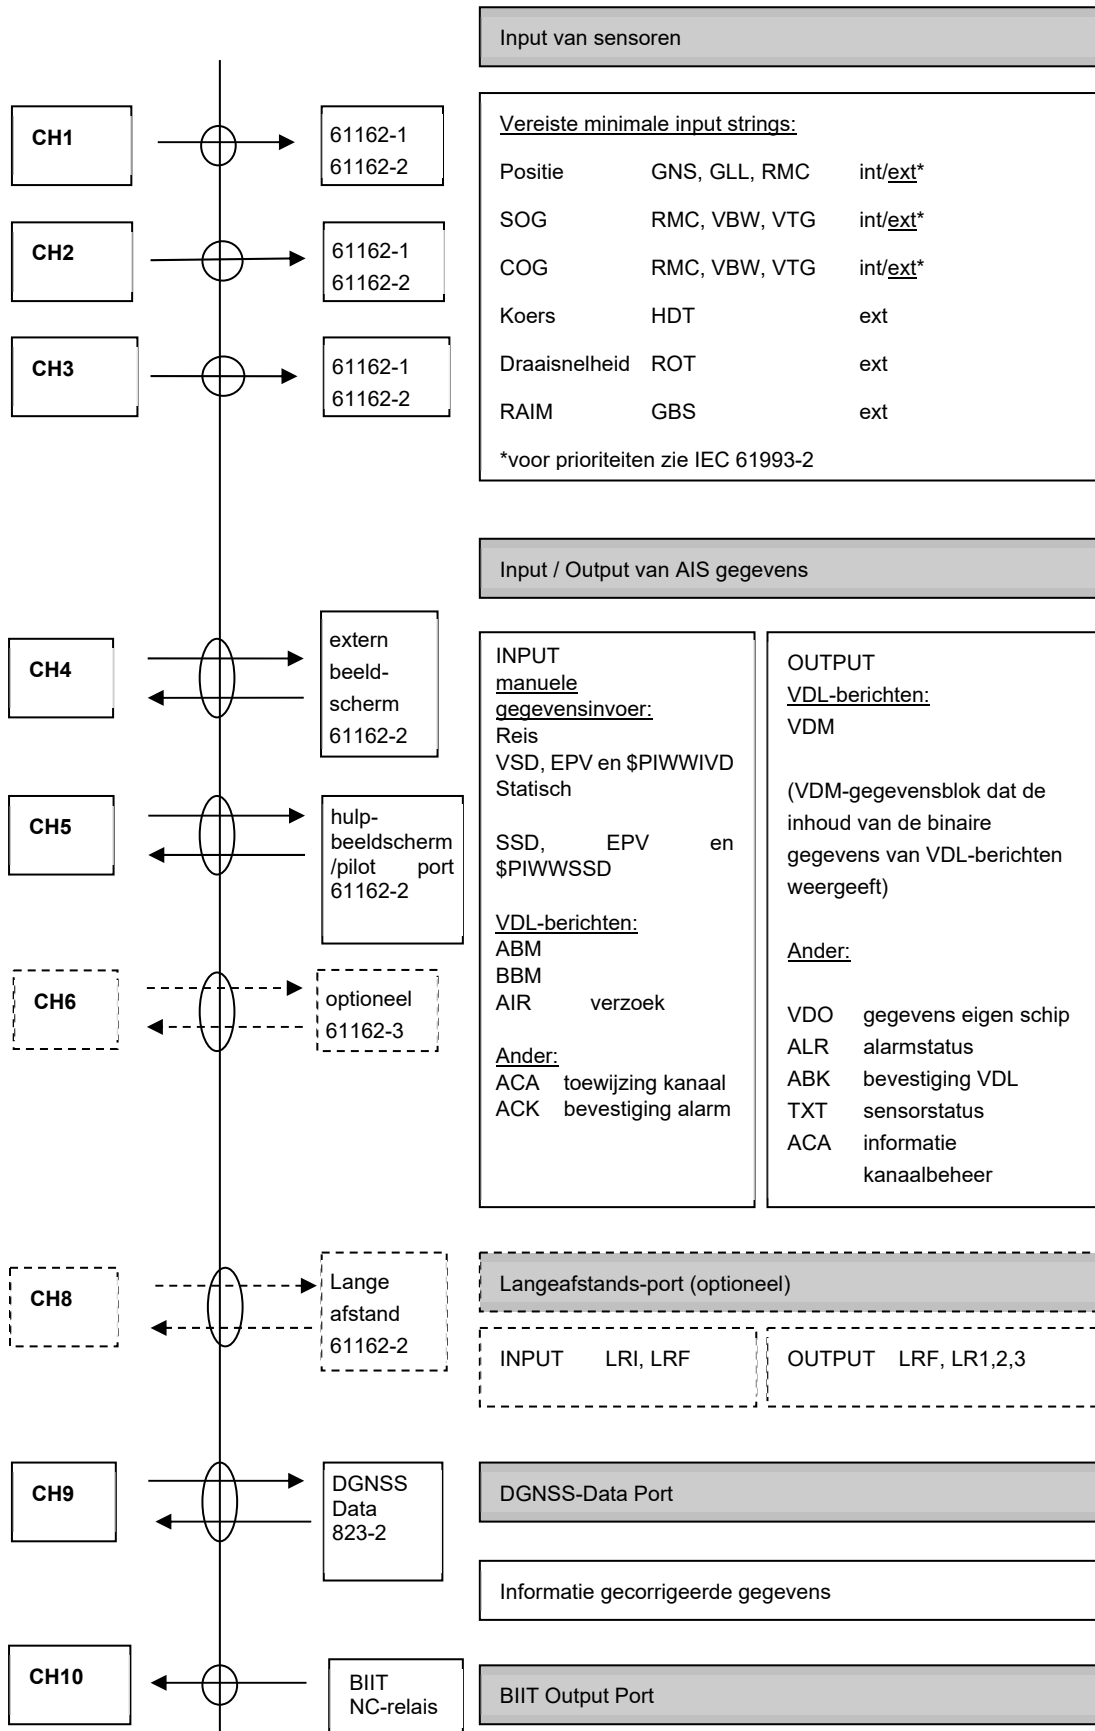 Input van sensoren
CH1
61162-1
61162-2
Vereiste minimale input strings:
Positie GNS, GLL, RMC int/ext*
SOG RMC, VBW, VTG int/ext*
COG RMC, VBW, VTG int/ext*
Koers HDT ext
Draaisnelheid ROT ext
RAIM GBS ext
*voor prioriteiten zie IEC 61993-2
CH2
61162-1
61162-2
CH3
61162-1
61162-2
Input / Output van AIS gegevens
CH4
extern
beeld-
scherm
61162-2
CH5
hulp-
beeldscherm
/pilot port
61162-2
CH6
optioneel
61162-3
INPUT
manuele
gegevensinvoer:
Reis
VSD, EPV en $PIWWIVD
Statisch
SSD, EPV en
$PIWWSSD
VDL-berichten:
ABM
BBM
AIR verzoek
Ander:
ACA toewijzing kanaal
ACK bevestiging alarm
OUTPUT
VDL-berichten:
VDM
(VDM-gegevensblok dat de
inhoud van de binaire
gegevens van VDL-berichten
weergeeft)
Ander:
VDO gegevens eigen schip
ALR alarmstatus
ABK bevestiging VDL
TXT sensorstatus
ACA informatie
kanaalbeheer
CH8
Lange
afstand
61162-2
Langeafstands-port (optioneel)
INPUT LRI, LRF
OUTPUT LRF, LR1,2,3
CH9
DGNSS
Data
823-2
DGNSS-Data Port
Informatie gecorrigeerde gegevens
CH10
BIIT
NC-relais
BIIT Output Port